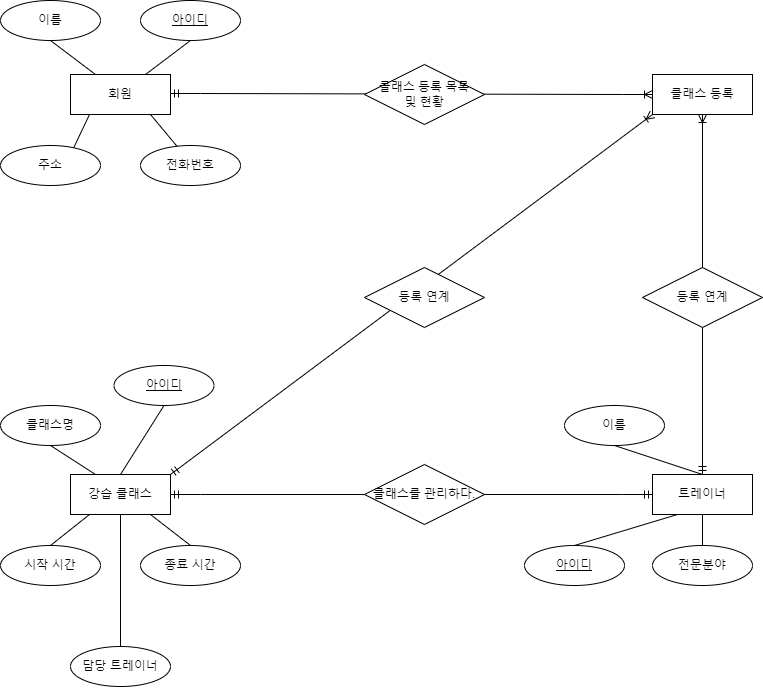 이름
아이디
회원
클래스 등록 목록
및 현황
클래스 등록
주소
전화번호
등록 연계
등록 연계
아이디
클래스명
이름
강습 클래스
클래스를 관리하다.
트레이너
시작 시간
종료 시간
아이디
전문분야
담당 트레이너